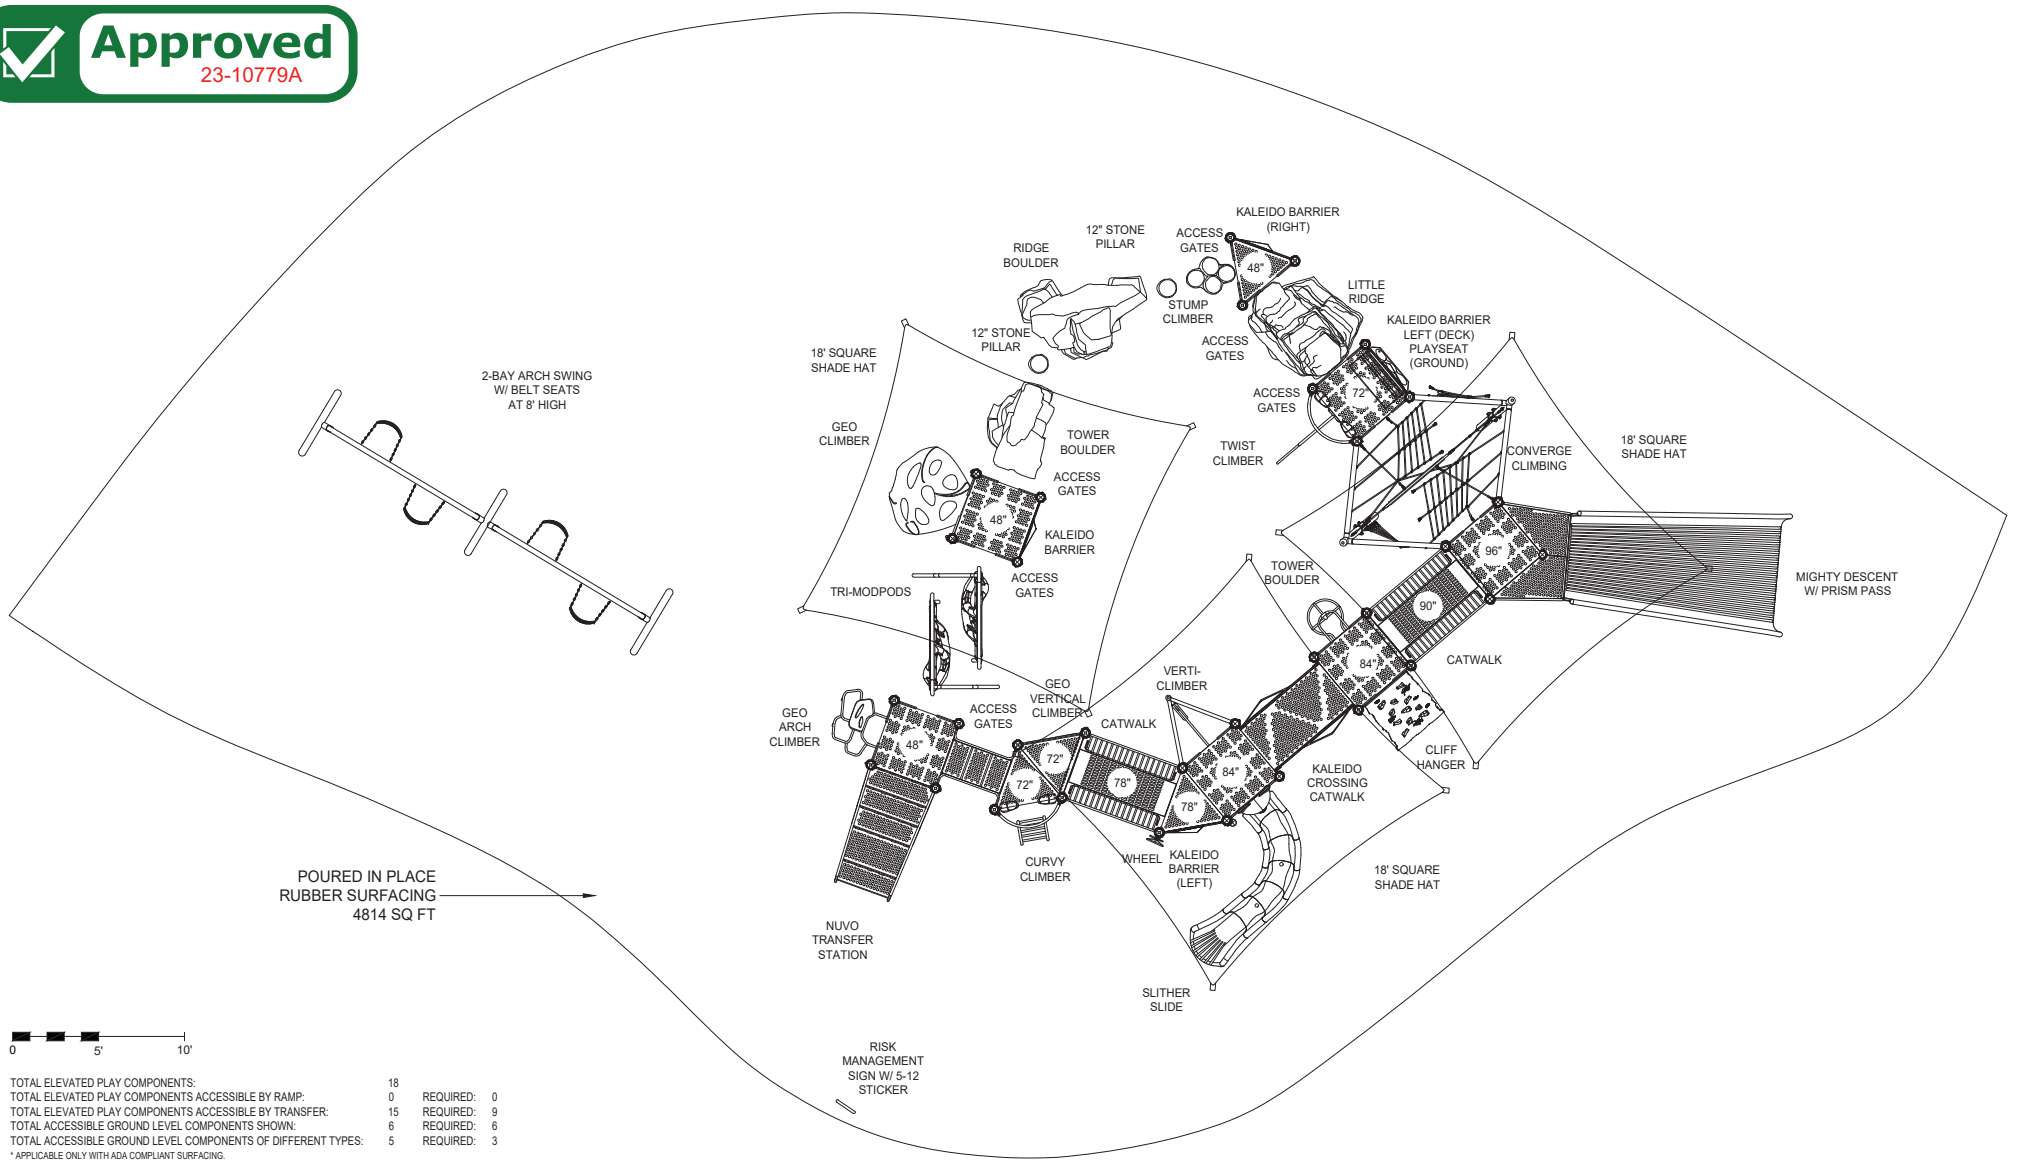 Approved
23-10779A
KALEIDO BARRIER
(RIGHT)
12" STONE
PILLAR
ACCESS
GATES
RIDGE
BOULDER
48"
STUMP
CLIMBER
LITTLE
RIDGE
12" STONE
PILLAR
ACCESS
GATES
KALEIDO BARRIER
LEFT (DECK)
PLAYSEAT
(GROUND)
18' SQUARE
SHADE HAT
2-BAY ARCH SWING
W/ BELT SEATS
AT 8' HIGH
ACCESS
GATES
72"
GEO
CLIMBER
TOWER
BOULDER
TWIST
CLIMBER
CONVERGE
CLIMBING
18' SQUARE
SHADE HAT
ACCESS
GATES
48"
KALEIDO
BARRIER
96"
TOWER
BOULDER
MIGHTY DESCENT
W/ PRISM PASS
ACCESS
GATES
TRI-MODPODS
90"
CATWALK
84"
VERTI-
CLIMBER
GEO
VERTICAL
CLIMBER
GEO
ARCH
CLIMBER
ACCESS
GATES
CATWALK
48"
72"
72"
78"
84"
78"
CLIFF
HANGER
KALEIDO
CROSSING
CATWALK
CURVY
CLIMBER
WHEEL
KALEIDO
BARRIER
(LEFT)
18' SQUARE
SHADE HAT
POURED IN PLACE
RUBBER SURFACING
4814 SQ FT
NUVO
TRANSFER
STATION
SLITHER
SLIDE
RISK
MANAGEMENT
SIGN W/ 5-12
STICKER
0 5' 10'
TOTAL ELEVATED PLAY COMPONENTS: 18
TOTAL ELEVATED PLAY COMPONENTS ACCESSIBLE BY RAMP: 0 REQUIRED: 0
TOTAL ELEVATED PLAY COMPONENTS ACCESSIBLE BY TRANSFER: 15 REQUIRED: 9
TOTAL ACCESSIBLE GROUND LEVEL COMPONENTS SHOWN: 6 REQUIRED: 6
TOTAL ACCESSIBLE GROUND LEVEL COMPONENTS OF DIFFERENT TYPES: 5 REQUIRED: 3
* APPLICABLE ONLY WITH ADA COMPLIANT SURFACING.